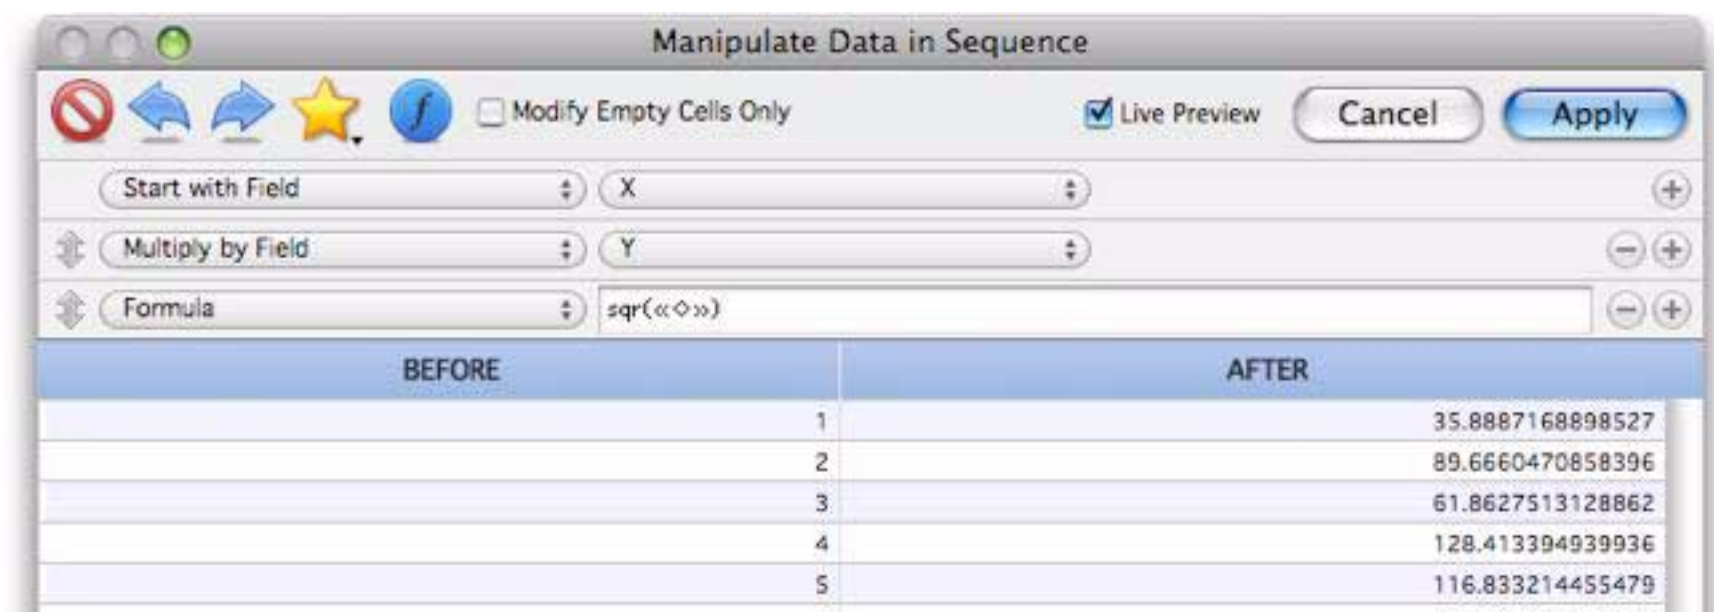 Manipulate Data in Sequence
f Modify Empty Cells Only Live Preview Cancel Apply
Start with Field X
Multiply by Field Y
Formula sqr(«◇»)
BEFORE AFTER
1 35.8887168898527
2 89.6660470858396
3 61.8627513128862
4 128.413394939936
5 116.833214455479